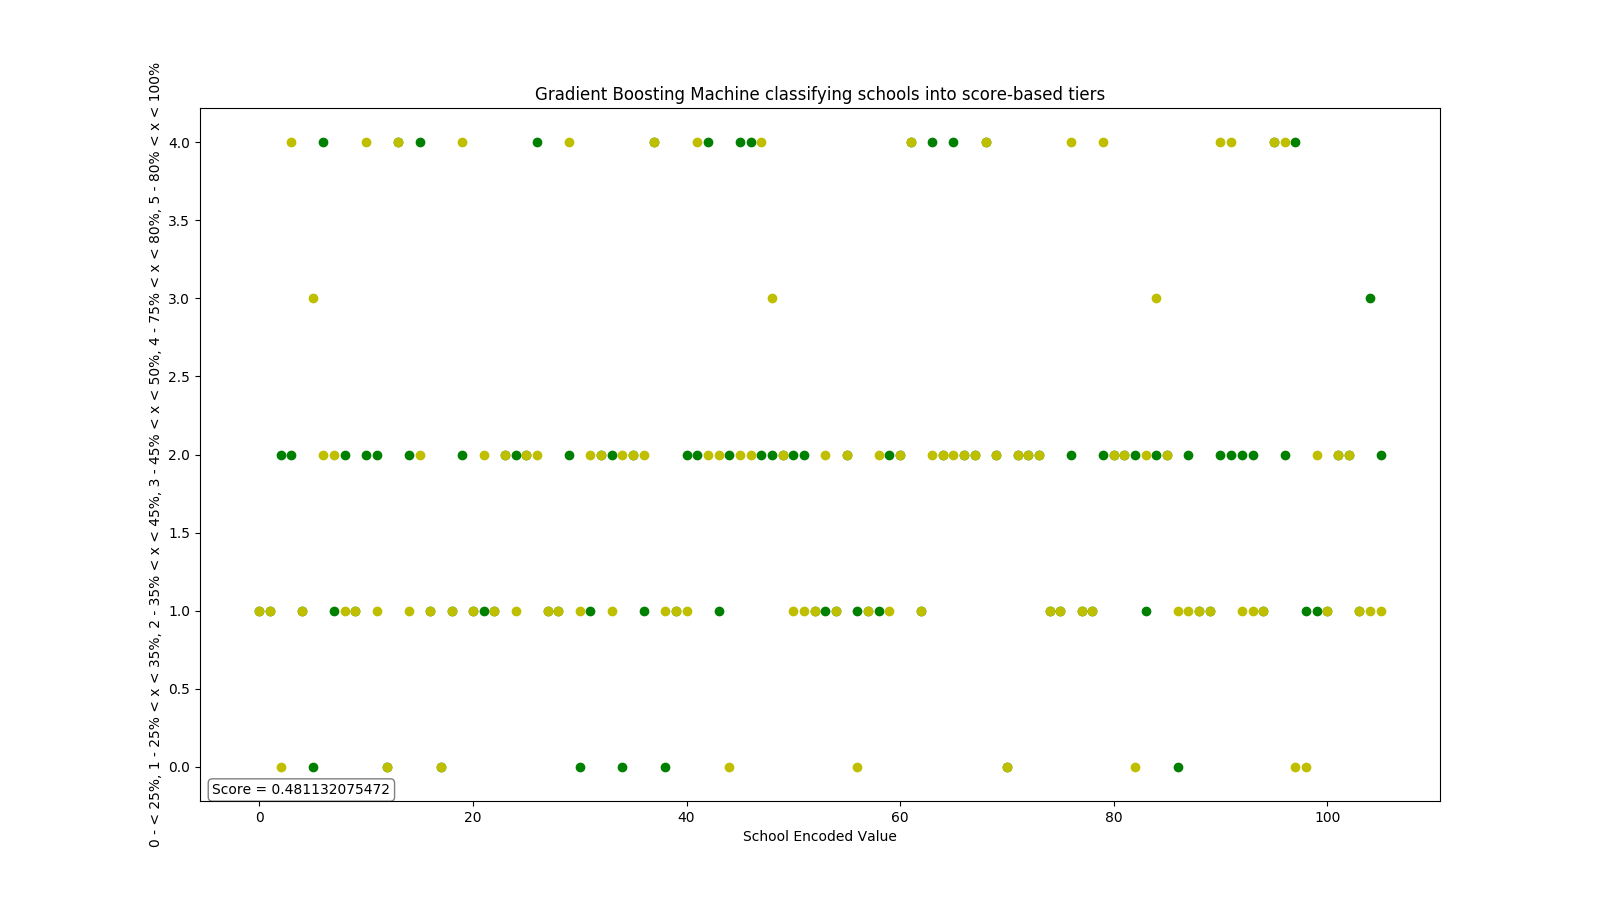 Gradient Boosting Machine classifying schools into score-based tiers
0 - < 25%, 1 - 25% < x < 35%, 2 - 35% < x < 45%, 3 - 45% < x < 50%, 4 - 75% < x < 80%, 5 - 80% < x < 100%
4.0
3.5
3.0
2.5
2.0
1.5
1.0
0.5
0.0
Score = 0.481132075472
0 20 40 60 80 100
School Encoded Value